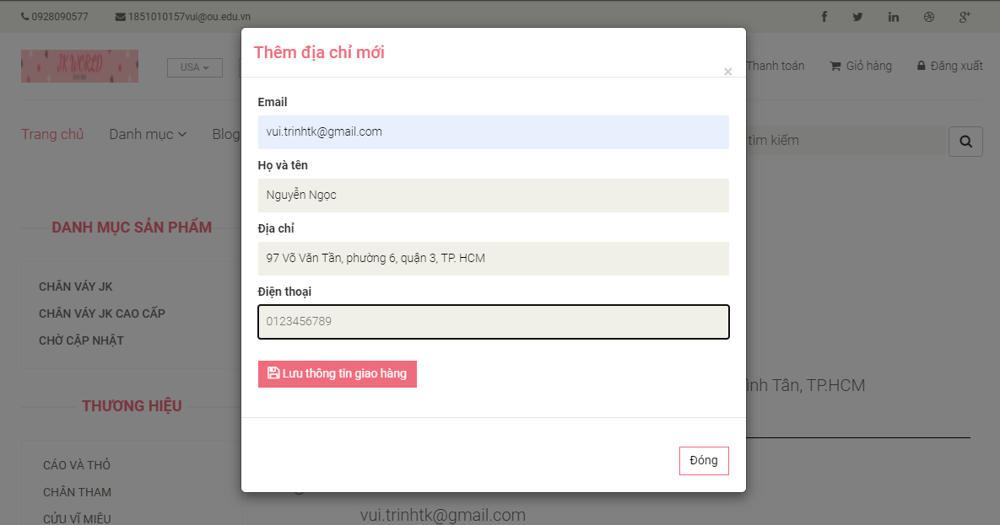 0928090577 1851010157vui@ou.edu.vn
Thêm địa chỉ mới
×
JK WORLD
USA
Thanh toán Giỏ hàng Đăng xuất
Email
vui.trinhtk@gmail.com
Trang chủ Danh mục Blog
tìm kiếm
Họ và tên
Nguyễn Ngọc
DANH MỤC SẢN PHẨM
Địa chỉ
97 Võ Văn Tần, phường 6, quận 3, TP. HCM
CHÂN VÁY JK
Điện thoại
CHÂN VÁY JK CAO CẤP
0123456789
CHỜ CẬP NHẬT
Lưu thông tin giao hàng
ình Tân, TP.HCM
THƯƠNG HIỆU
Đóng
CÁO VÀ THỎ
CHÂN THAM
CỬU VĨ MIÊU
vui.trinhtk@gmail.com